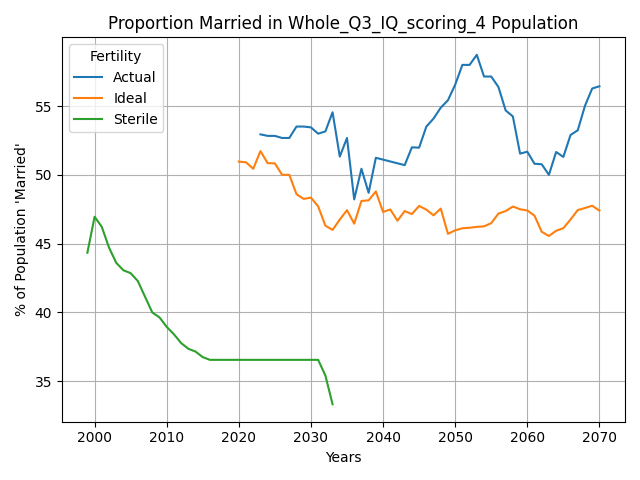 Proportion Married in Whole_Q3_IQ_scoring_4 Population
Fertility
Actual
Ideal
Sterile
% of Population 'Married'
55
50
45
40
35
2000 2010 2020 2030 2040 2050 2060 2070
Years